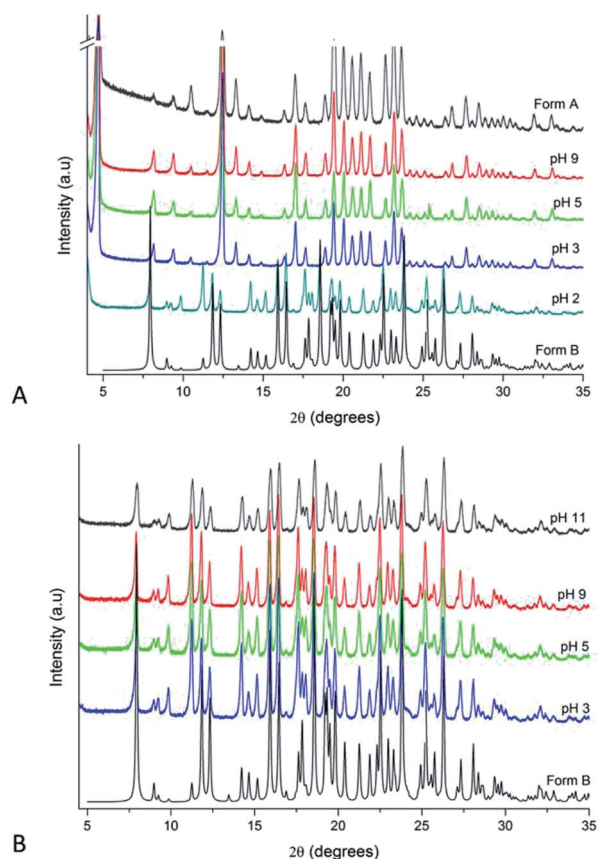 Intensity (a.u)
Form A
pH 9
pH 5
pH 3
pH 2
Form B
5 10 15 20 25 30 35
2θ (degrees)
A
Intensity (a.u)
pH 11
pH 9
pH 5
pH 3
Form B
5.0 10 15 20 25 30 35
2θ (degrees)
B